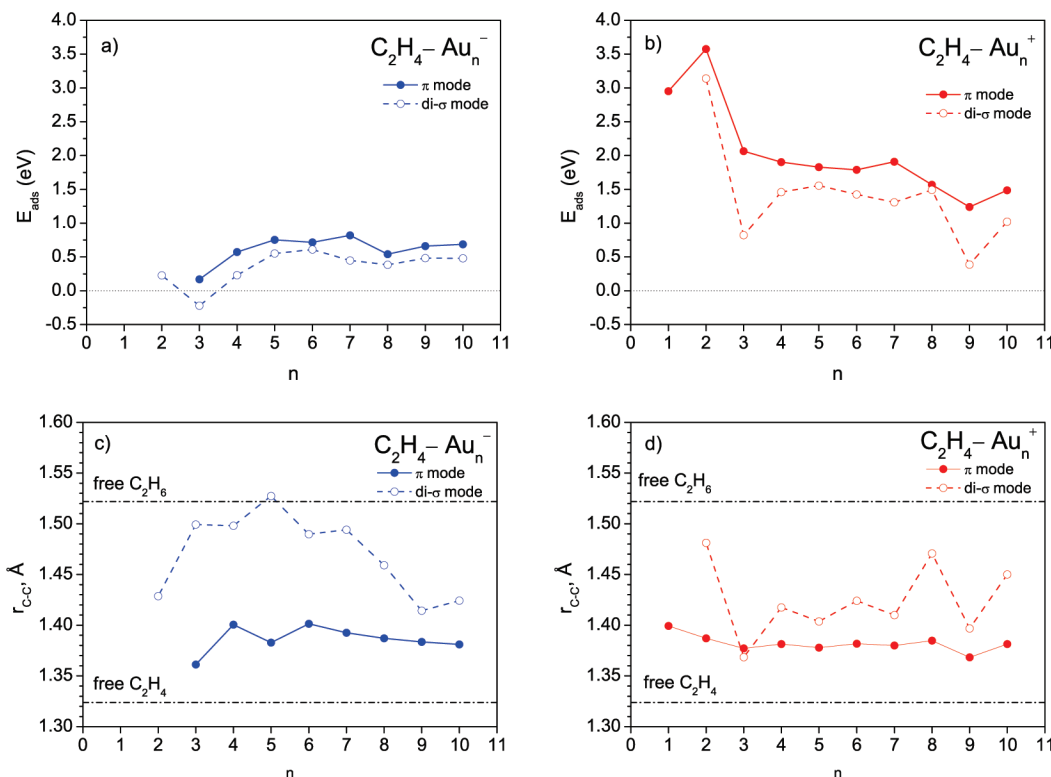 a)
C₂H₄– Auₙ⁻
π mode
di-σ mode
E_ads (eV)
4.0
3.5
3.0
2.5
2.0
1.5
1.0
0.5
0.0
-0.5
0 1 2 3 4 5 6 7 8 9 10 11
n
b)
C₂H₄– Auₙ⁺
π mode
di-σ mode
E_ads (eV)
4.0
3.5
3.0
2.5
2.0
1.5
1.0
0.5
0.0
-0.5
0 1 2 3 4 5 6 7 8 9 10 11
n
c)
C₂H₄– Auₙ⁻
π mode
di-σ mode
free C₂H₆
free C₂H₄
r_C-C, Å
1.60
1.55
1.50
1.45
1.40
1.35
1.30
0 1 2 3 4 5 6 7 8 9 10 11
n
d)
C₂H₄– Auₙ⁺
π mode
di-σ mode
free C₂H₆
free C₂H₄
r_C-C, Å
1.60
1.55
1.50
1.45
1.40
1.35
1.30
0 1 2 3 4 5 6 7 8 9 10 11
n